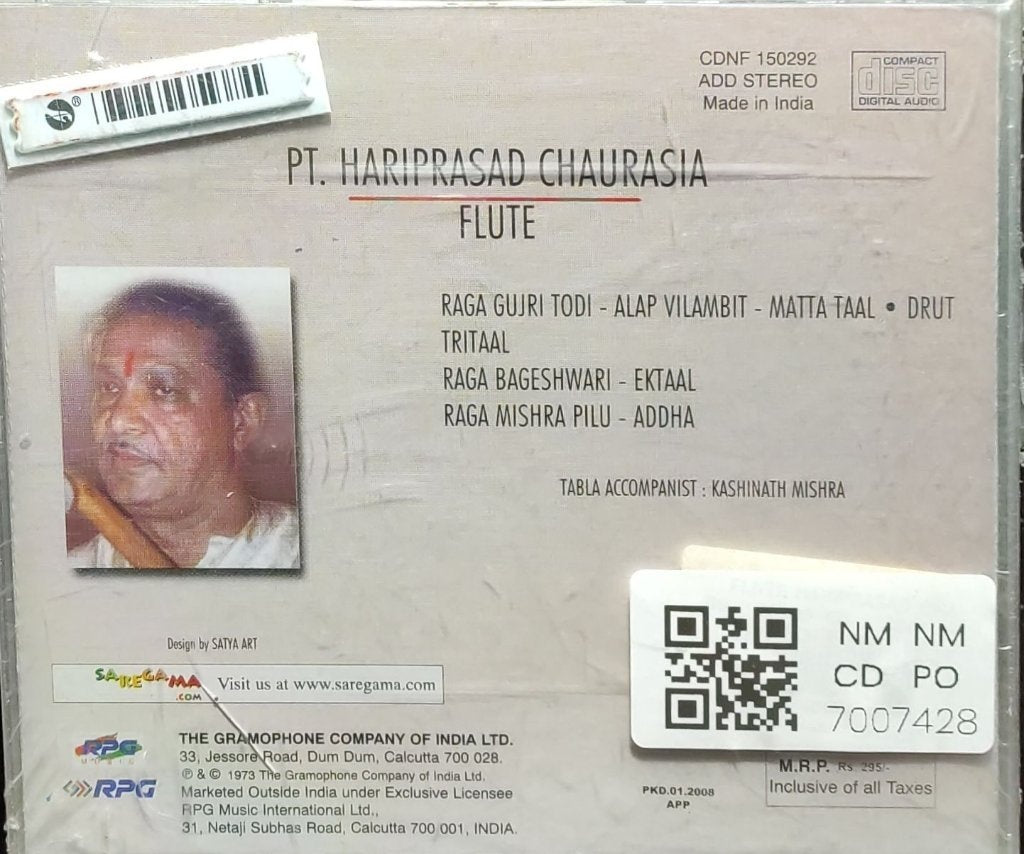 CDNF 150292
ADD STEREO
Made in India
COMPACT
disc
DIGITAL AUDIO
®
PT. HARIPRASAD CHAURASIA
FLUTE
RAGA GUJRI TODI - ALAP VILAMBIT - MATTA TAAL • DRUT
TRITAAL
RAGA BAGESHWARI - EKTAAL
RAGA MISHRA PILU - ADDHA
TABLA ACCOMPANIST : KASHINATH MISHRA
Design by SATYA ART
SAREGAMA
.COM
Visit us at www.saregama.com
NM NM
CD PO
7007428
RPG
MUSIC
RPG
THE GRAMOPHONE COMPANY OF INDIA LTD.
33, Jessore Road, Dum Dum, Calcutta 700 028.
℗ & © 1973 The Gramophone Company of India Ltd.
Marketed Outside India under Exclusive Licensee
RPG Music International Ltd.,
31, Netaji Subhas Road, Calcutta 700 001, INDIA.
PKD.01.2008
APP
M.R.P. Rs. 295/-
Inclusive of all Taxes